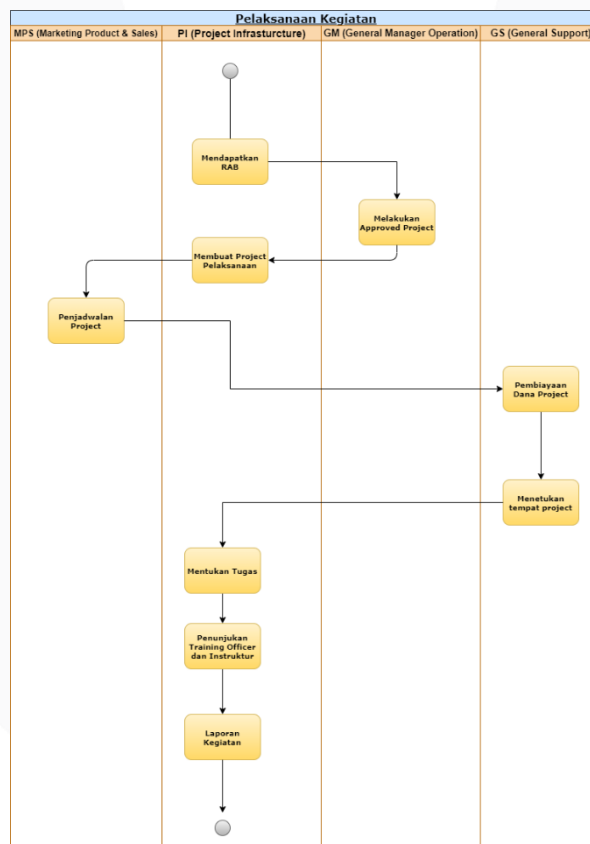 Pelaksanaan Kegiatan
MPS (Marketing Product & Sales)
PI (Project Infrasturcture)
GM (General Manager Operation)
GS (General Support)
Mendapatkan
RAB
Melakukan
Approved Project
Membuat Project
Pelaksanaan
Penjadwalan
Project
Pembiayaan
Dana Project
Menetukan
tempat project
Mentukan Tugas
Penunjukan
Training Officer
dan Instruktur
Laporan
Kegiatan